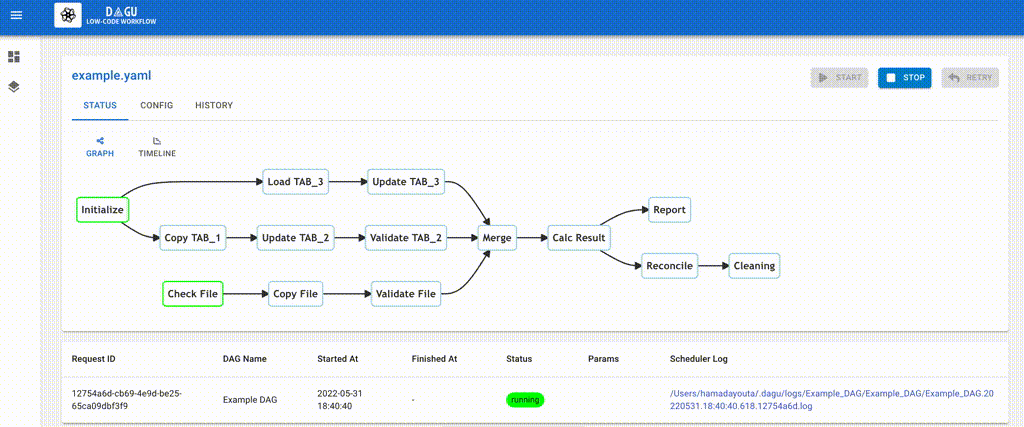 DAGU
LOW-CODE WORKFLOW
example.yaml
START
STOP
RETRY
STATUS
CONFIG
HISTORY
GRAPH
TIMELINE
Load TAB_3
Update TAB_3
Initialize
Report
Copy TAB_1
Update TAB_2
Validate TAB_2
Merge
Calc Result
Reconcile
Cleaning
Check File
Copy File
Validate File
Request ID
DAG Name
Started At
Finished At
Status
Params
Scheduler Log
12754a6d-cb69-4e9d-be25-
65ca09dbf3f9
Example DAG
2022-05-31
18:40:40
-
running
/Users/hamadayouta/.dagu/logs/Example_DAG/Example_DAG/Example_DAG.20
220531.18:40:40.618.12754a6d.log